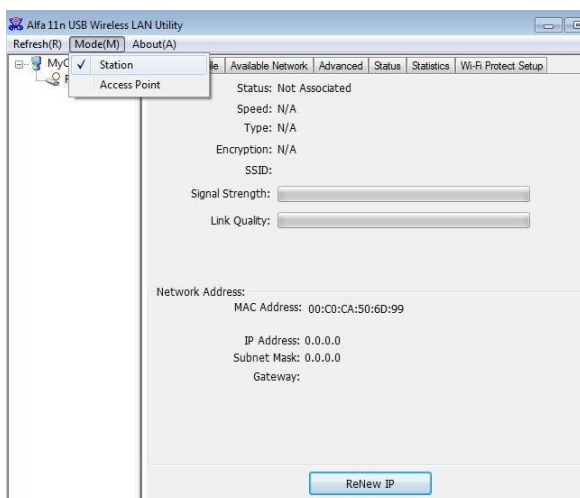 Alfa 11n USB Wireless LAN Utility
Refresh(R) Mode(M) About(A)
Station
Access Point
Available Network Advanced Status Statistics Wi-Fi Protect Setup
Status: Not Associated
Speed: N/A
Type: N/A
Encryption: N/A
SSID:
Signal Strength:
Link Quality:
Network Address:
MAC Address: 00:C0:CA:50:6D:99
IP Address: 0.0.0.0
Subnet Mask: 0.0.0.0
Gateway:
ReNew IP